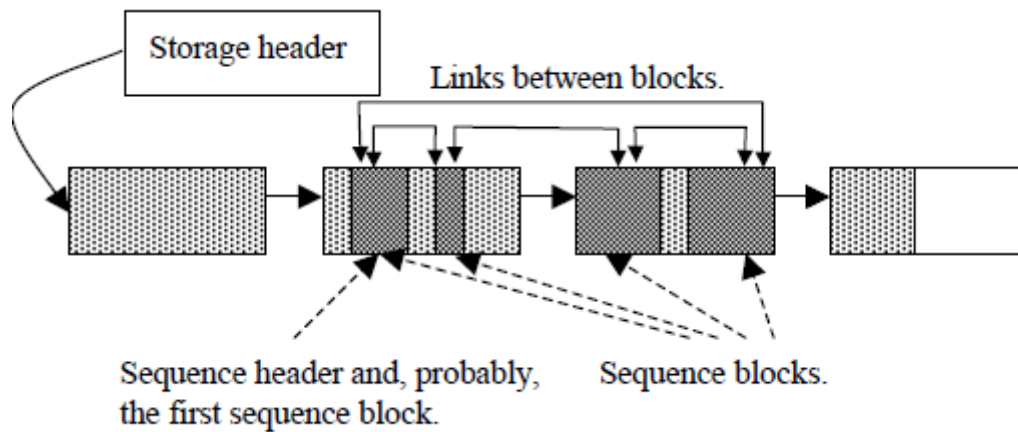 Storage header
Links between blocks.
Sequence header and, probably,
the first sequence block.
Sequence blocks.